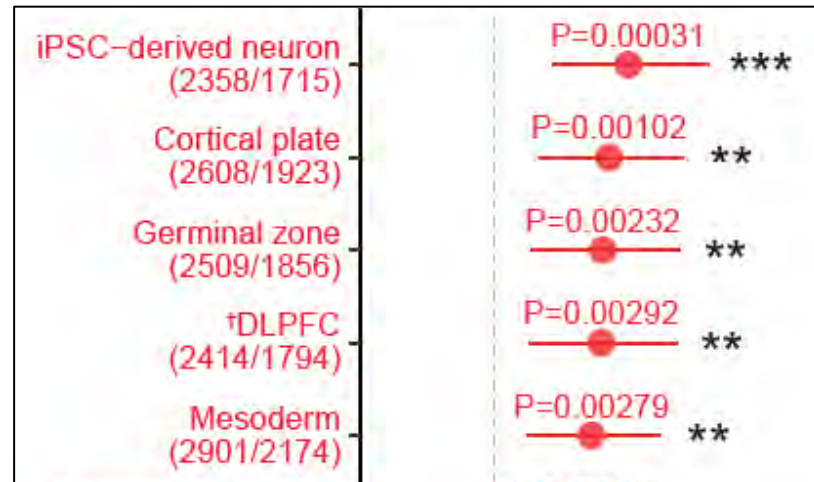 iPSC−derived neuron
(2358/1715)
P=0.00031
***
Cortical plate
(2608/1923)
P=0.00102
**
Germinal zone
(2509/1856)
P=0.00232
**
†DLPFC
(2414/1794)
P=0.00292
**
Mesoderm
(2901/2174)
P=0.00279
**